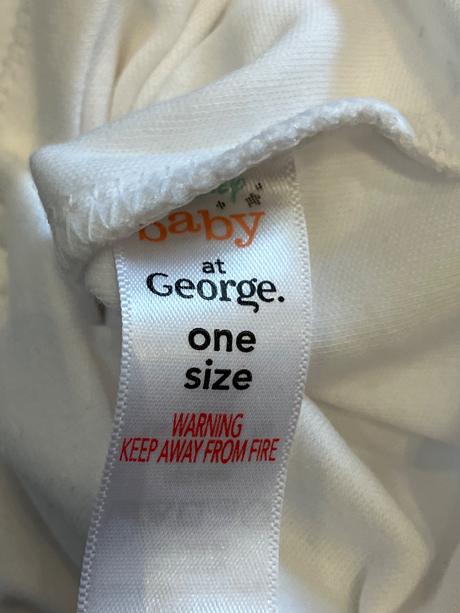 baby
at
George.
one
size
WARNING
KEEP AWAY FROM FIRE